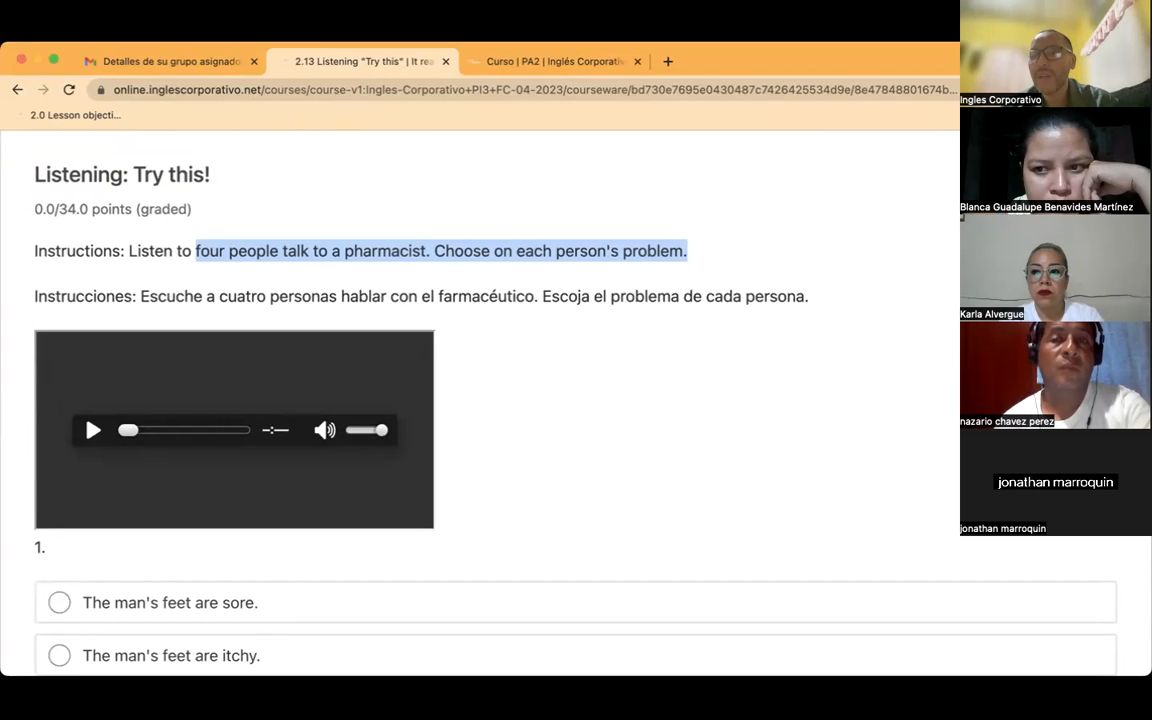 Detalles de su grupo asignado
2.13 Listening "Try this" | It rea
Curso | PA2 | Inglés Corporativ
online.inglescorporativo.net/courses/course-v1:Ingles-Corporativo+PI3+FC-04-2023/courseware/bd730e7695e0430487c7426425534d9e/8e47848801674b...
2.0 Lesson objecti...
Listening: Try this!
0.0/34.0 points (graded)
Instructions: Listen to four people talk to a pharmacist. Choose on each person's problem.
Instrucciones: Escuche a cuatro personas hablar con el farmacéutico. Escoja el problema de cada persona.
-:--
1.
The man's feet are sore.
The man's feet are itchy.
Ingles Corporativo
Blanca Guadalupe Benavides Martínez
Karla Alvergue
nazario chavez perez
jonathan marroquin
jonathan marroquin